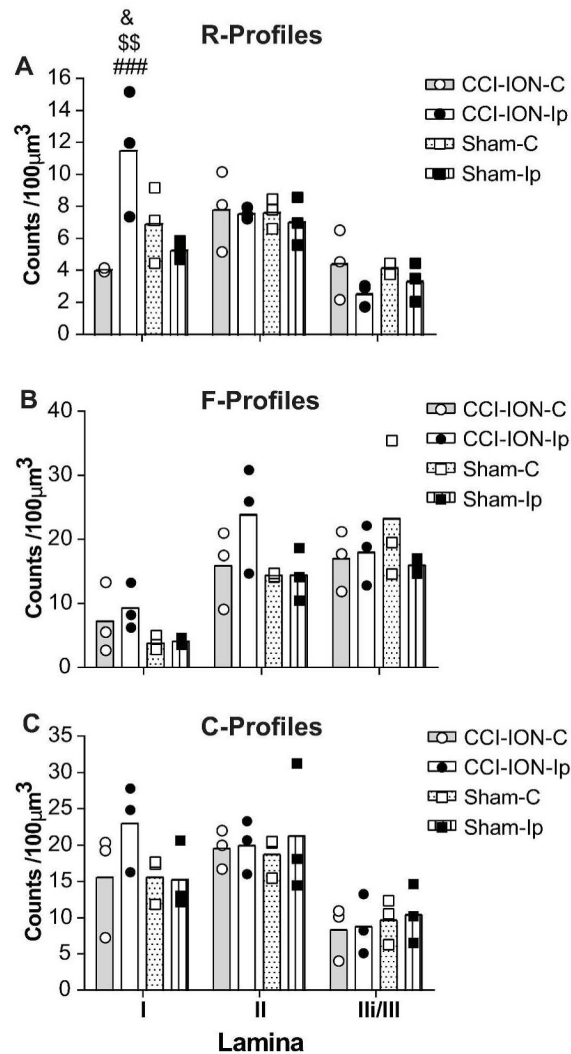 &
$$
###
R-Profiles
A
Counts /100µm³
16
14
12
10
8
6
4
2
0
CCI-ION-C
CCI-ION-Ip
Sham-C
Sham-Ip
B
F-Profiles
Counts /100µm³
40
30
20
10
0
CCI-ION-C
CCI-ION-Ip
Sham-C
Sham-Ip
C
C-Profiles
Counts /100µm³
35
30
25
20
15
10
5
0
CCI-ION-C
CCI-ION-Ip
Sham-C
Sham-Ip
I II IIi/III
Lamina